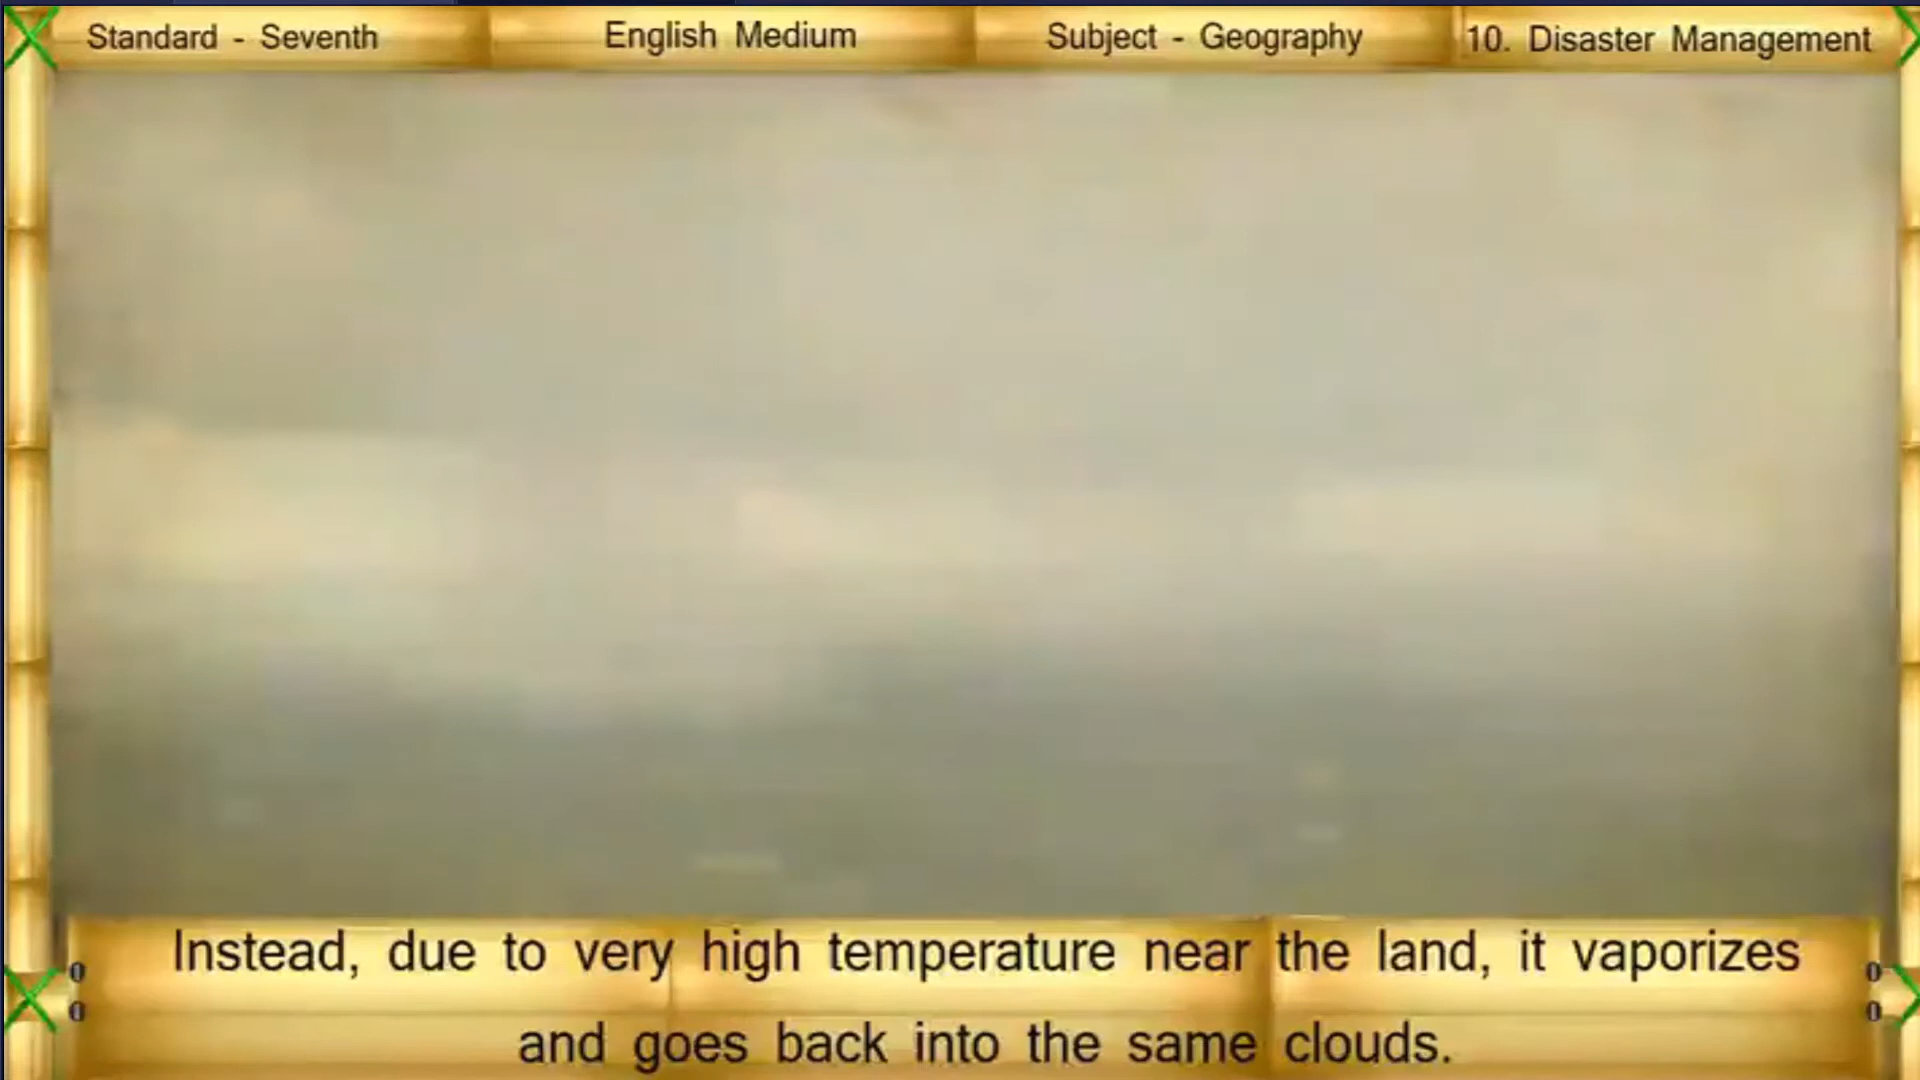 Standard - Seventh
English Medium
Subject - Geography
10. Disaster Management
Instead, due to very high temperature near the land, it vaporizes
and goes back into the same clouds.